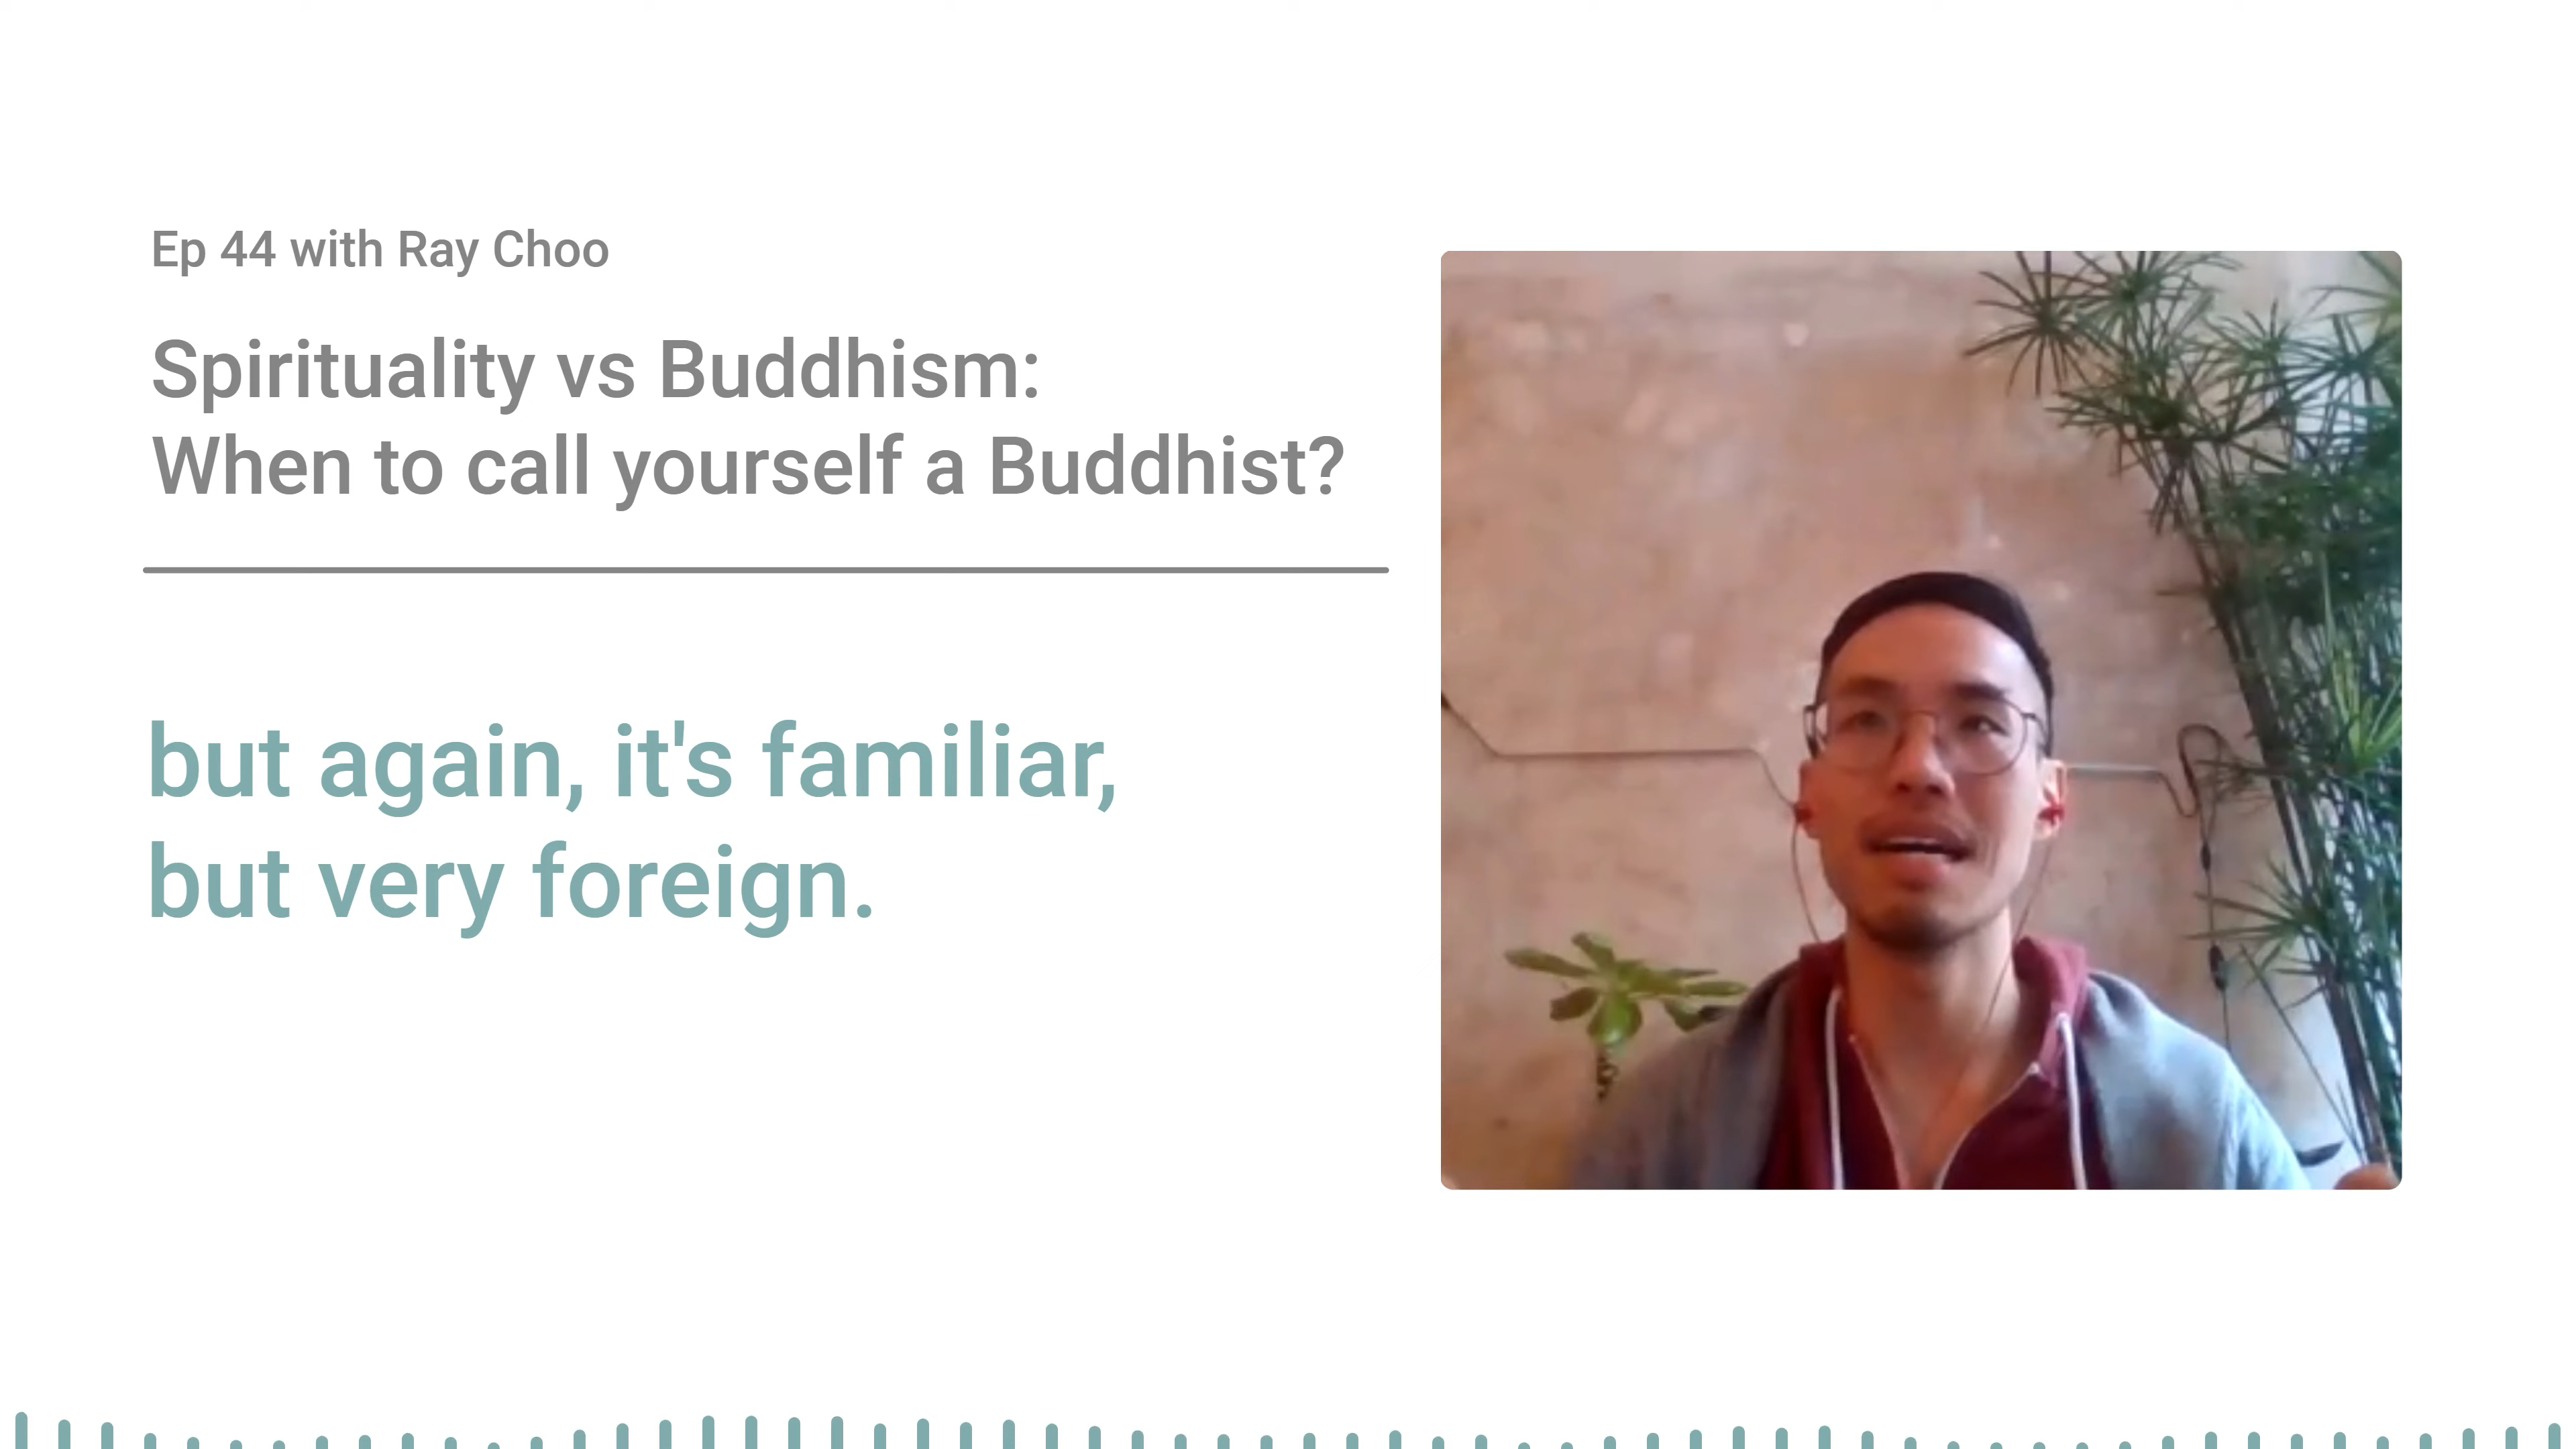 Ep 44 with Ray Choo
Spirituality vs Buddhism:
When to call yourself a Buddhist?
but again, it's familiar,
but very foreign.